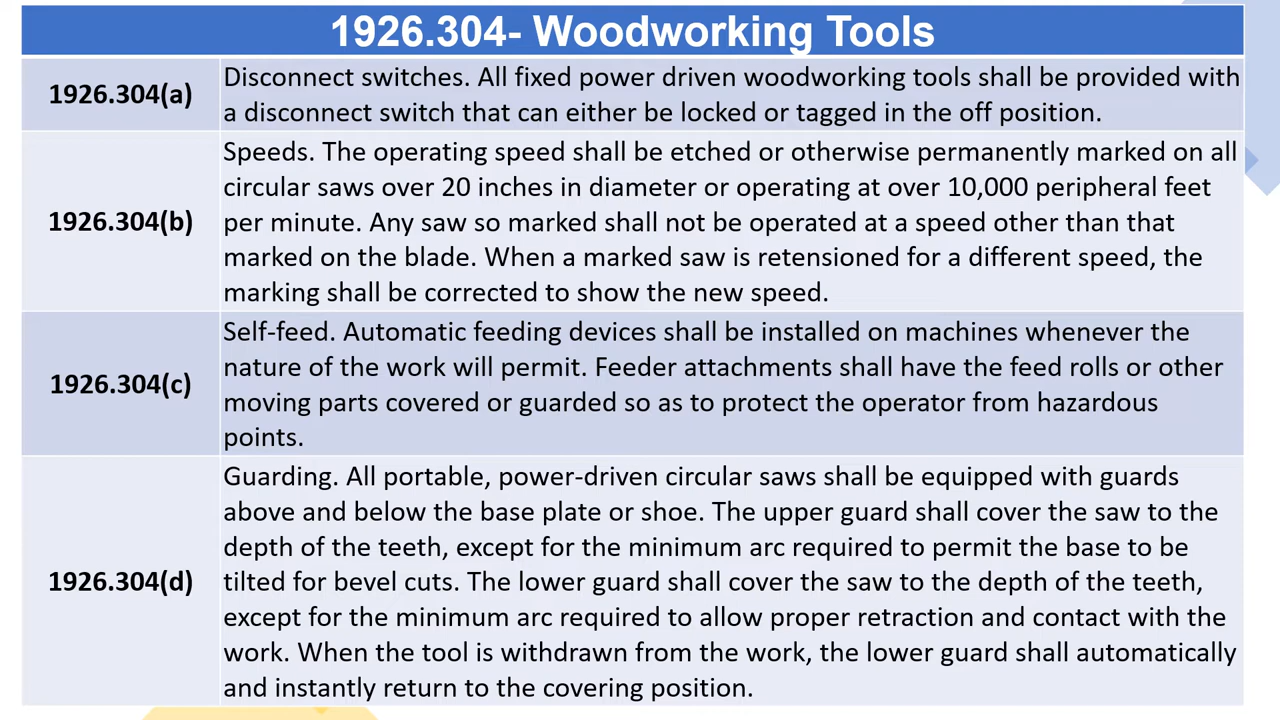 1926.304- Woodworking Tools
1926.304(a)
Disconnect switches. All fixed power driven woodworking tools shall be provided with
a disconnect switch that can either be locked or tagged in the off position.
1926.304(b)
Speeds. The operating speed shall be etched or otherwise permanently marked on all
circular saws over 20 inches in diameter or operating at over 10,000 peripheral feet
per minute. Any saw so marked shall not be operated at a speed other than that
marked on the blade. When a marked saw is retensioned for a different speed, the
marking shall be corrected to show the new speed.
1926.304(c)
Self-feed. Automatic feeding devices shall be installed on machines whenever the
nature of the work will permit. Feeder attachments shall have the feed rolls or other
moving parts covered or guarded so as to protect the operator from hazardous
points.
1926.304(d)
Guarding. All portable, power-driven circular saws shall be equipped with guards
above and below the base plate or shoe. The upper guard shall cover the saw to the
depth of the teeth, except for the minimum arc required to permit the base to be
tilted for bevel cuts. The lower guard shall cover the saw to the depth of the teeth,
except for the minimum arc required to allow proper retraction and contact with the
work. When the tool is withdrawn from the work, the lower guard shall automatically
and instantly return to the covering position.